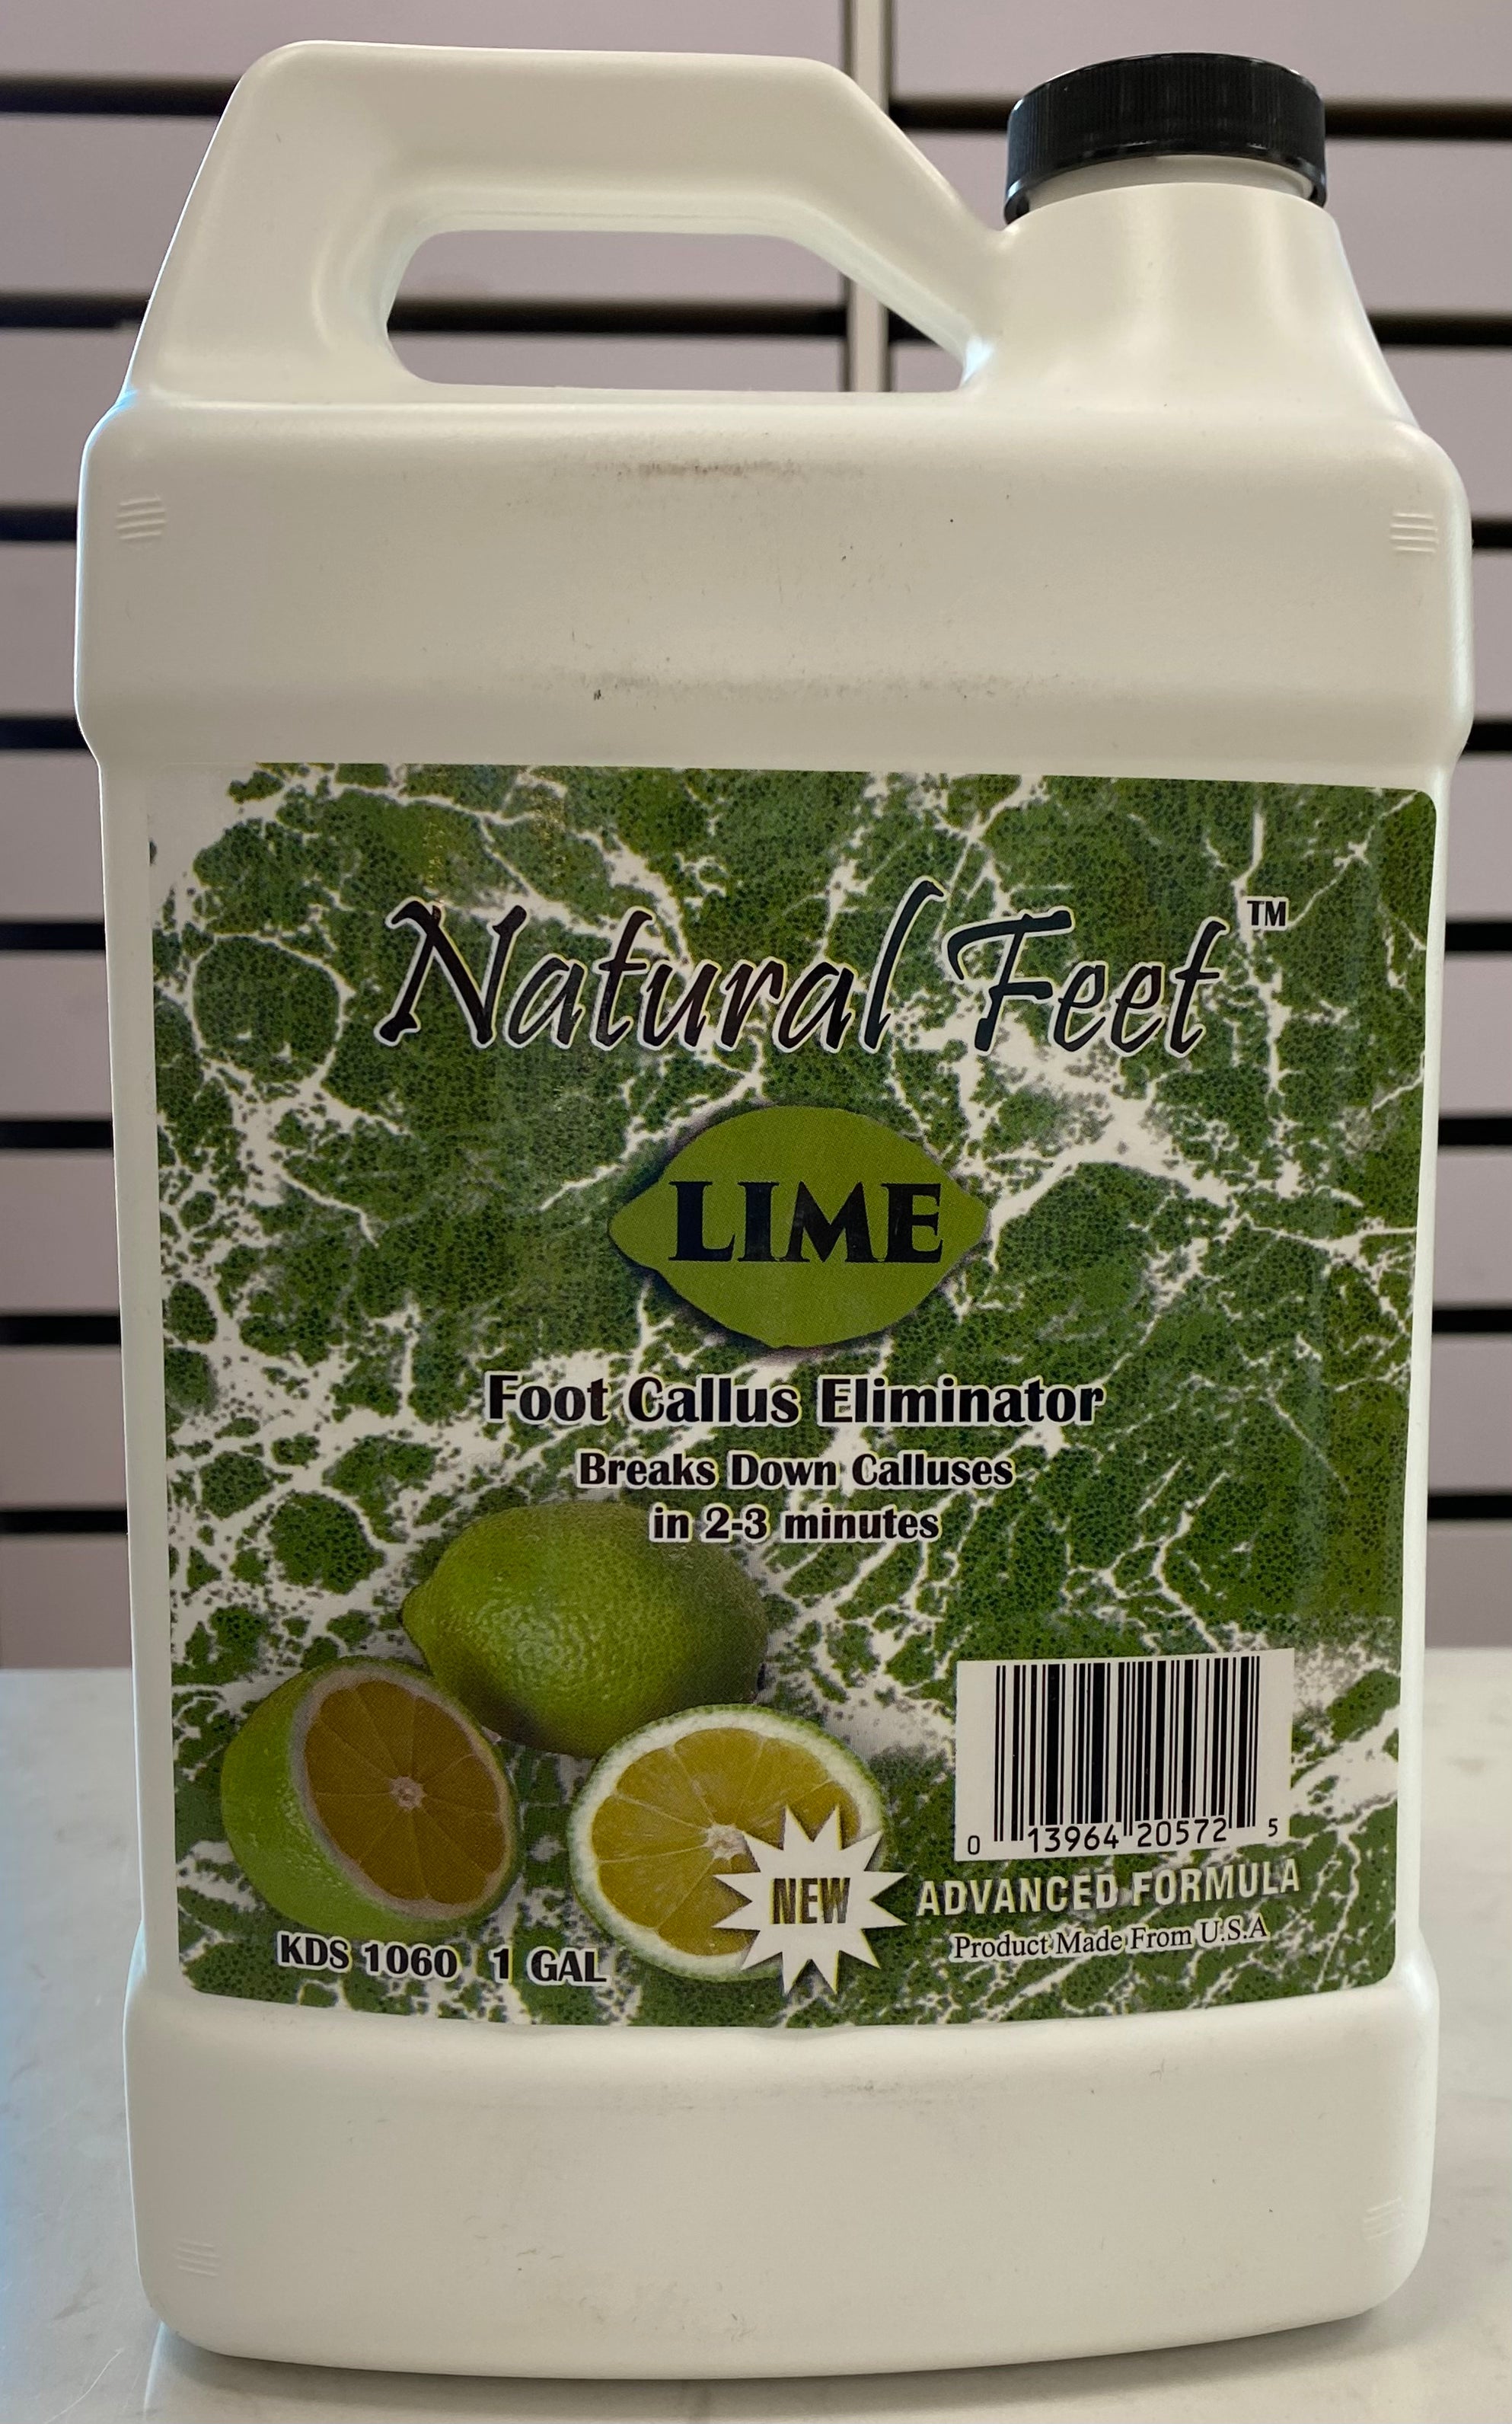 Natural Feet™
LIME
Foot Callus Eliminator
Breaks Down Calluses
in 2-3 minutes
0 13964 20572 5
NEW ADVANCED FORMULA
Product Made From U.S.A
KDS 1060 1 GAL